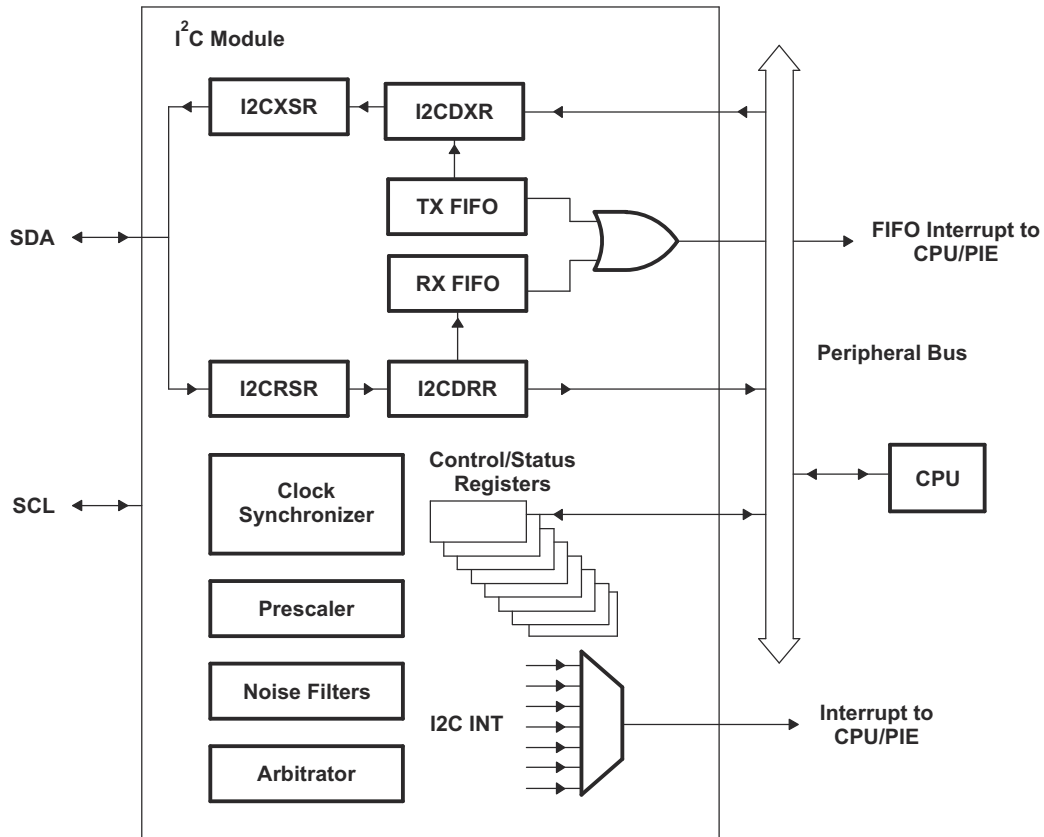 I²C Module
I2CXSR
I2CDXR
TX FIFO
SDA
FIFO Interrupt to
CPU/PIE
RX FIFO
Peripheral Bus
I2CRSR
I2CDRR
Control/Status
Registers
CPU
SCL
Clock
Synchronizer
Prescaler
Noise Filters
I2C INT
Interrupt to
CPU/PIE
Arbitrator